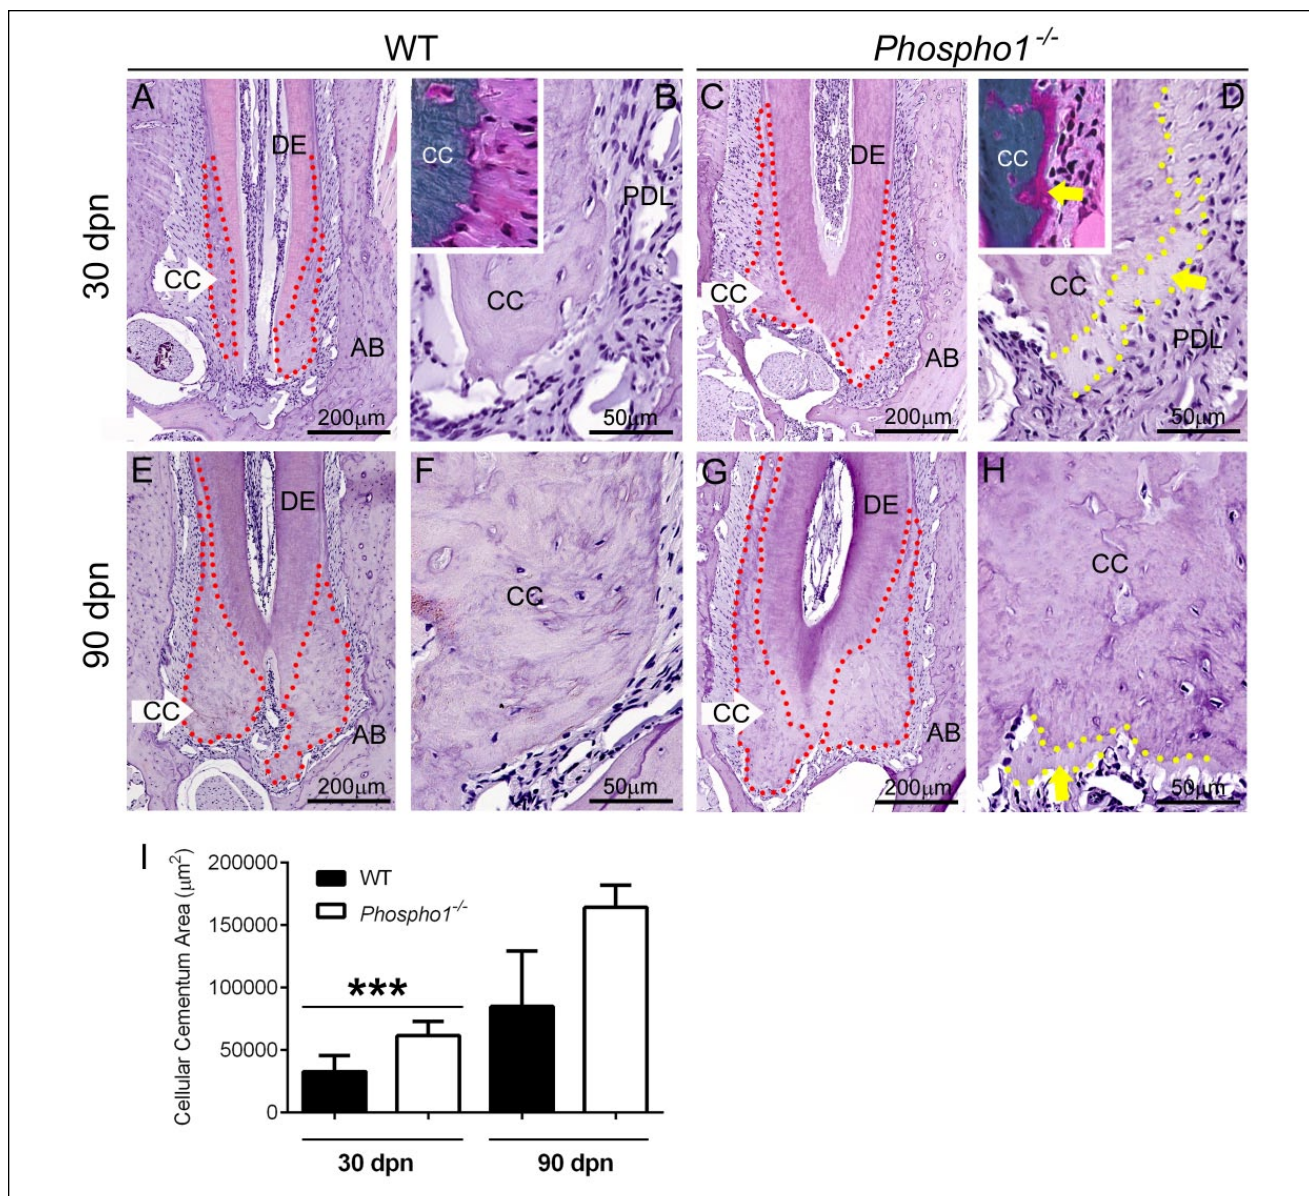 WT
Phospho1-/-
30 dpn
A
DE
CC
AB
200μm
B
CC
PDL
CC
50μm
C
DE
CC
AB
200μm
D
CC
CC
PDL
50μm
90 dpn
E
DE
CC
AB
200μm
F
CC
50μm
G
DE
CC
AB
200μm
H
CC
50μm
I
Cellular Cementum Area (μm²)
200000
150000
100000
50000
0
WT
Phospho1-/-
***
30 dpn
90 dpn